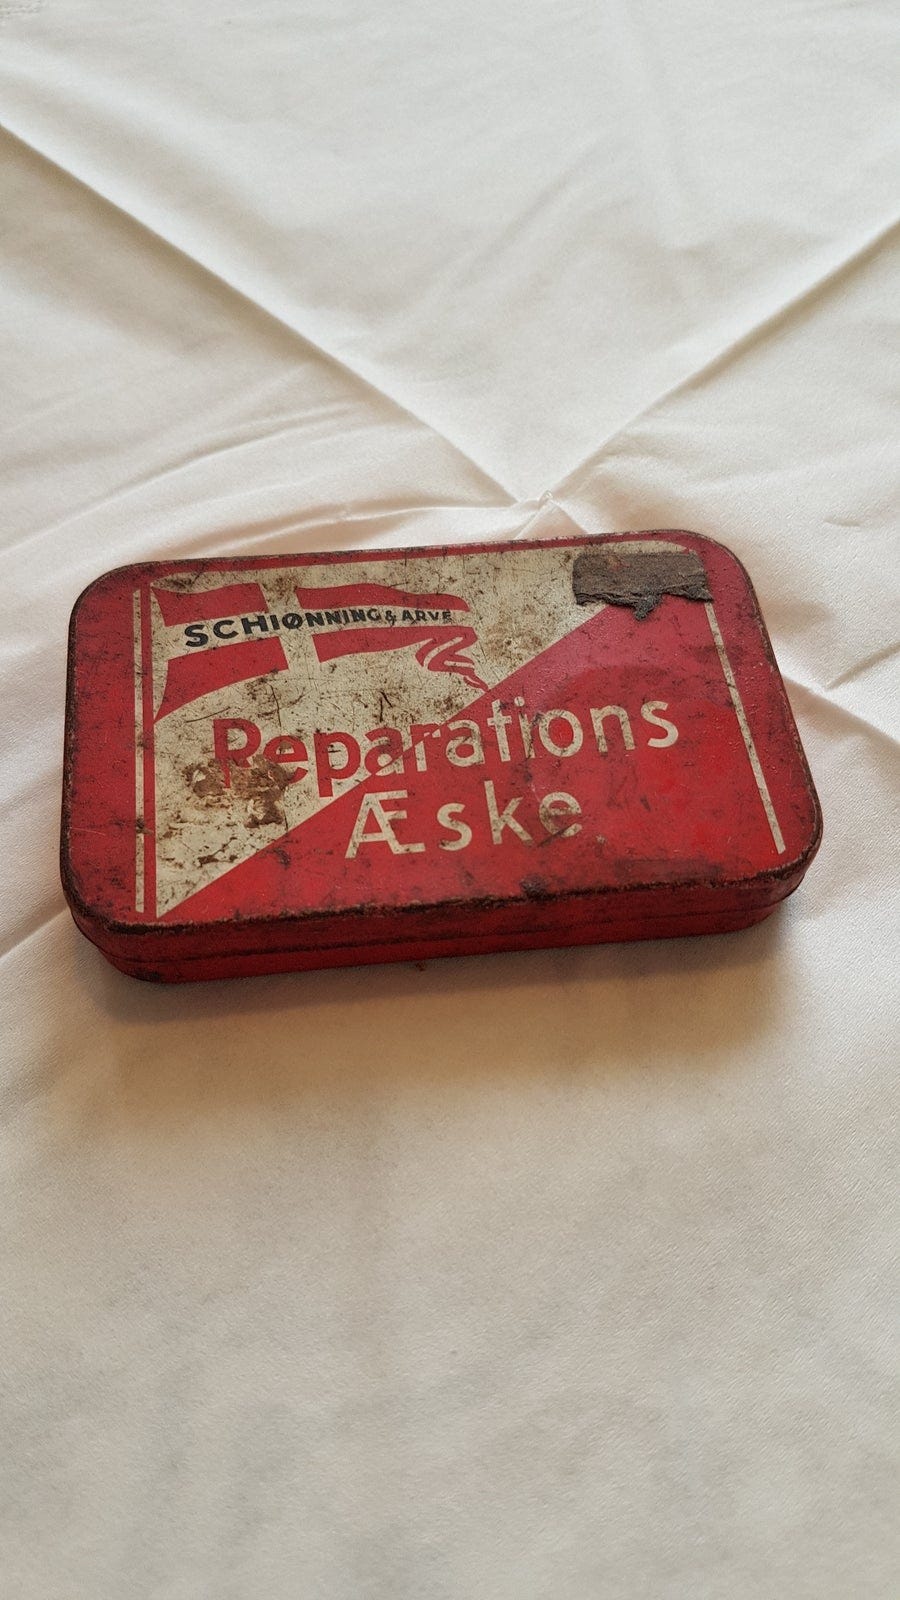 SCHIØNNING & ARVE
Reparations
Æske